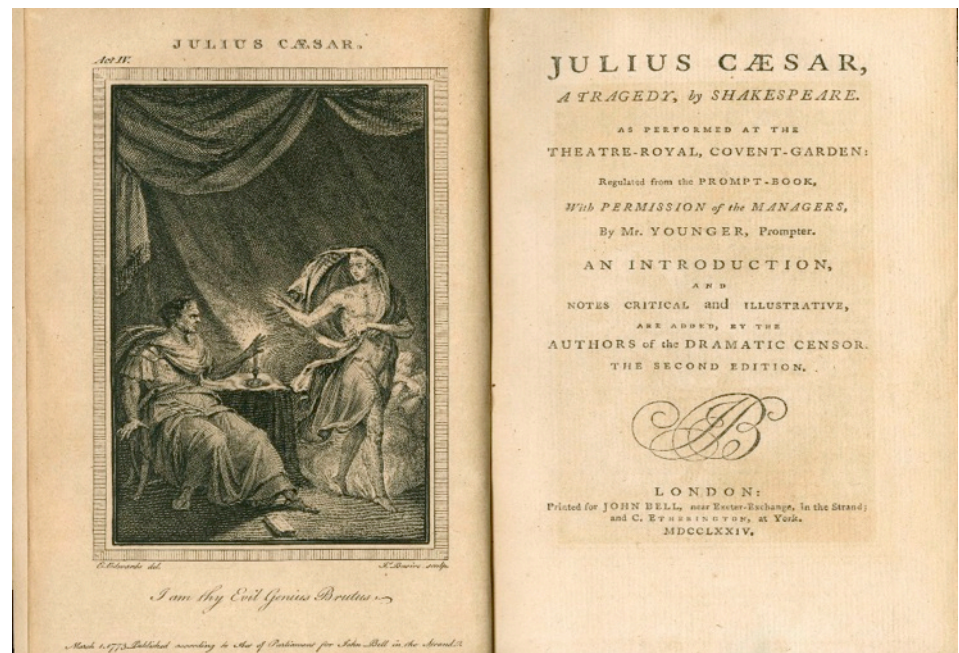 JULIUS CÆSAR.
Act IV.
E. Edwards del.
sculp.
I am thy Evil Genius Brutus
March 1, 1773. Published according to Act of Parliament for John Bell in the Strand.
JULIUS CÆSAR,
A TRAGEDY, by SHAKESPEARE.
AS PERFORMED AT THE
THEATRE-ROYAL, COVENT-GARDEN:
Regulated from the PROMPT-BOOK,
With PERMISSION of the MANAGERS,
By Mr. YOUNGER, Prompter.
AN INTRODUCTION,
AND
NOTES CRITICAL and ILLUSTRATIVE,
ARE ADDED, BY THE
AUTHORS of the DRAMATIC CENSOR.
THE SECOND EDITION.
JB
LONDON:
Printed for JOHN BELL, near Exeter-Exchange, in the Strand;
and C. ETHERINGTON, at York.
MDCCLXXIV.